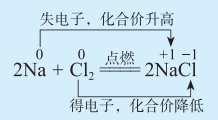 失电子，化合价升高
0 0 点燃 +1 -1
2Na + Cl₂ ═══ 2NaCl
得电子，化合价降低